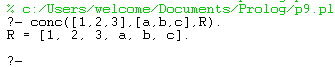 % c:/Users/welcome/Documents/Prolog/p9.pl
?- conc([1,2,3],[a,b,c],R).
R = [1, 2, 3, a, b, c].
?-